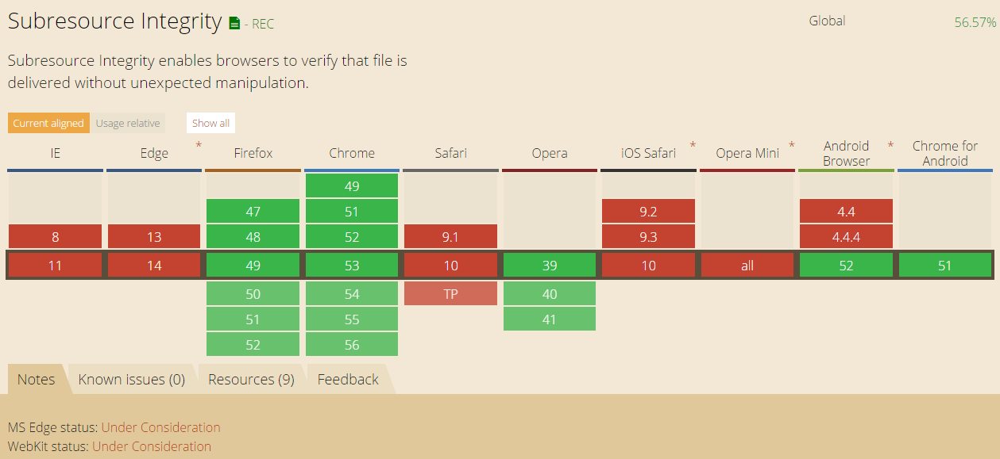 Subresource Integrity - REC
Global 56.57%
Subresource Integrity enables browsers to verify that file is
delivered without unexpected manipulation.
Current aligned Usage relative Show all
IE Edge * Firefox Chrome Safari Opera iOS Safari * Opera Mini * Android Browser * Chrome for Android
49
47 51 9.2 4.4
8 13 48 52 9.1 9.3 4.4.4
11 14 49 53 10 39 10 all 52 51
50 54 TP 40
51 55 41
52 56
Notes Known issues (0) Resources (9) Feedback
MS Edge status: Under Consideration
WebKit status: Under Consideration